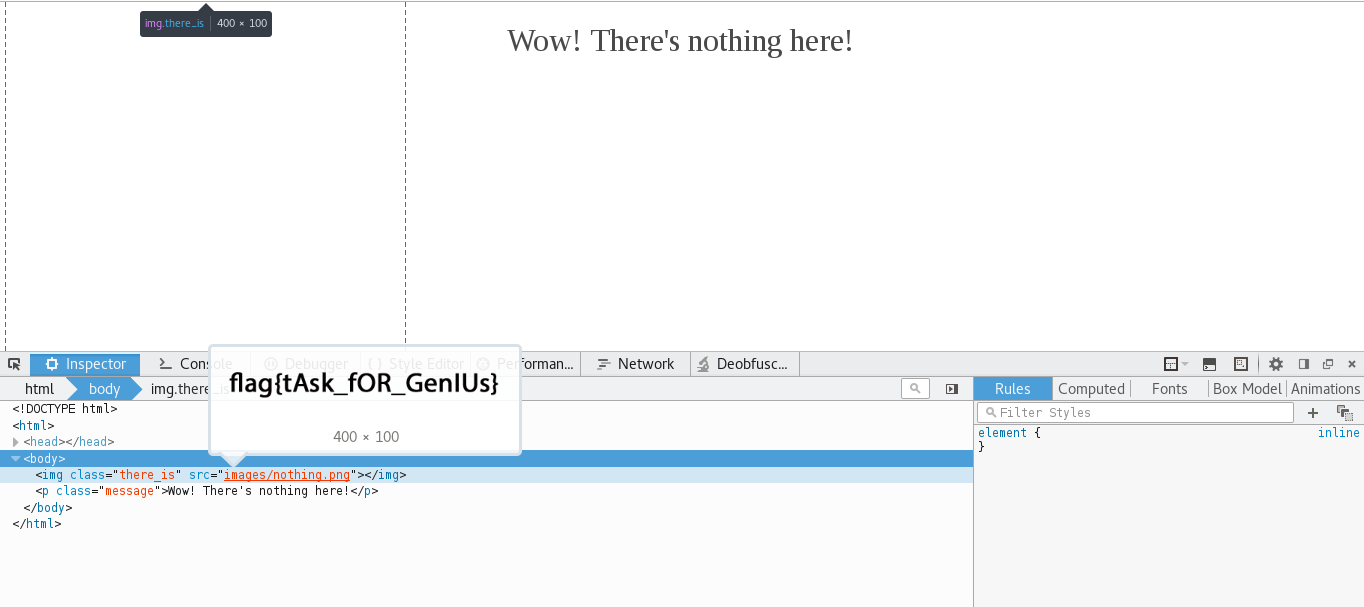 img.there_is | 400 × 100
Wow! There's nothing here!
Inspector Console Debugger { } Style Editor Performan... Network Deobfusc...
html body img.there_is
flag{tAsk_fOR_GenIUs}
400 × 100
<!DOCTYPE html>
<html>
<head></head>
<body>
<img class="there_is" src="images/nothing.png"></img>
<p class="message">Wow! There's nothing here!</p>
</body>
</html>
Rules Computed Fonts Box Model Animations
Filter Styles
element { inline
}